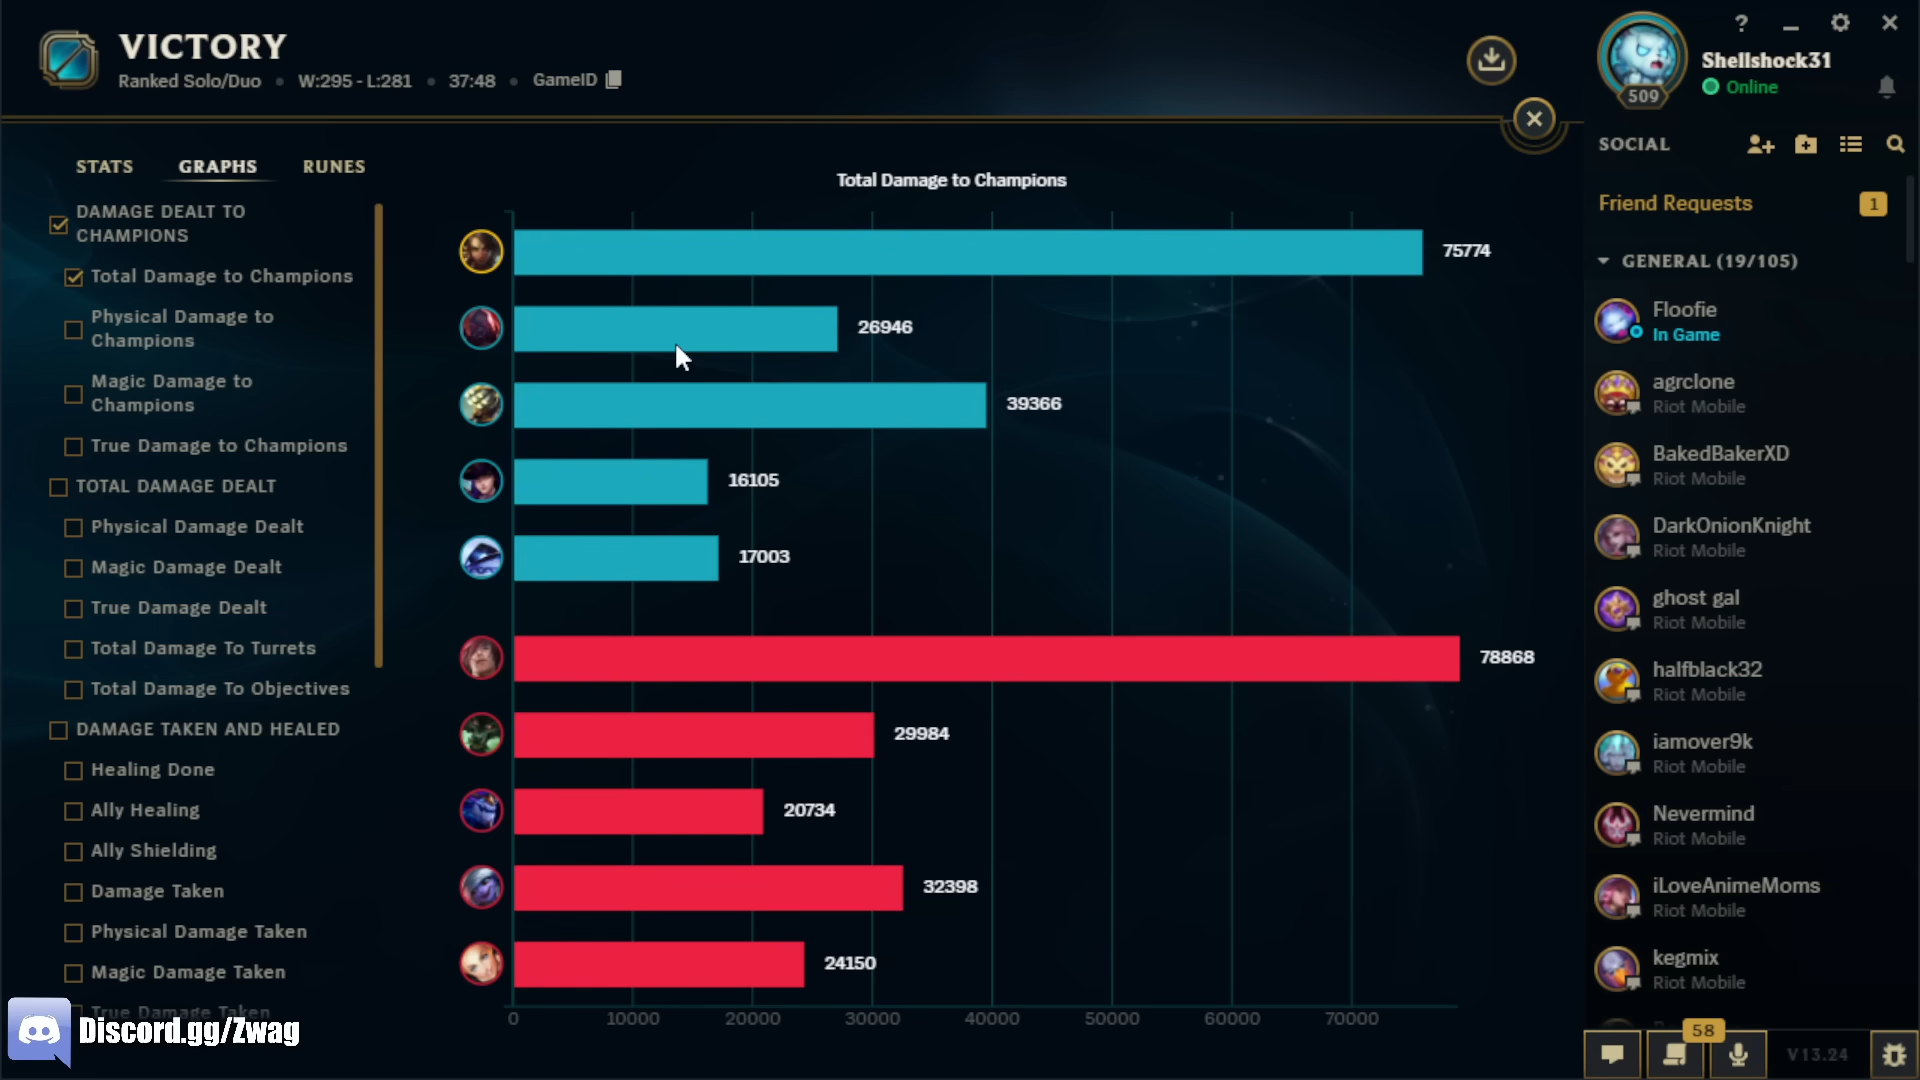 VICTORY
Ranked Solo/Duo • W:295 - L:281 • 37:48 • GameID
?
Shellshock31
509
Online
STATS GRAPHS RUNES
DAMAGE DEALT TO
CHAMPIONS
Total Damage to Champions
Physical Damage to
Champions
Magic Damage to
Champions
True Damage to Champions
TOTAL DAMAGE DEALT
Physical Damage Dealt
Magic Damage Dealt
True Damage Dealt
Total Damage To Turrets
Total Damage To Objectives
DAMAGE TAKEN AND HEALED
Healing Done
Ally Healing
Ally Shielding
Damage Taken
Physical Damage Taken
Magic Damage Taken
True Damage Taken
Discord.gg/Zwag
Total Damage to Champions
75774
26946
39366
16105
17003
78868
29984
20734
32398
24150
0 10000 20000 30000 40000 50000 60000 70000
SOCIAL
Friend Requests 1
GENERAL (19/105)
Floofie
In Game
agrclone
Riot Mobile
BakedBakerXD
Riot Mobile
DarkOnionKnight
Riot Mobile
ghost gal
Riot Mobile
halfblack32
Riot Mobile
iamover9k
Riot Mobile
Nevermind
Riot Mobile
iLoveAnimeMoms
Riot Mobile
kegmix
Riot Mobile
58
V13.24